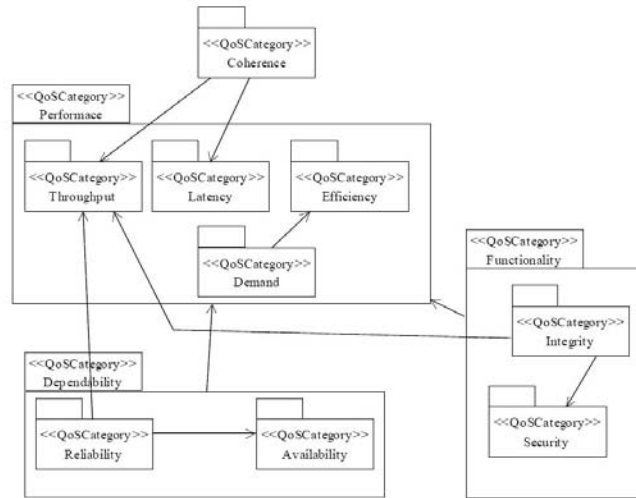 <<QoSCategory>>
Coherence
<<QoSCategory>>
Performace
<<QoSCategory>>
Throughput
<<QoSCategory>>
Latency
<<QoSCategory>>
Efficiency
<<QoSCategory>>
Demand
<<QoSCategory>>
Functionality
<<QoSCategory>>
Integrity
<<QoSCategory>>
Security
<<QoSCategory>>
Dependability
<<QoSCategory>>
Reliability
<<QoSCategory>>
Availability